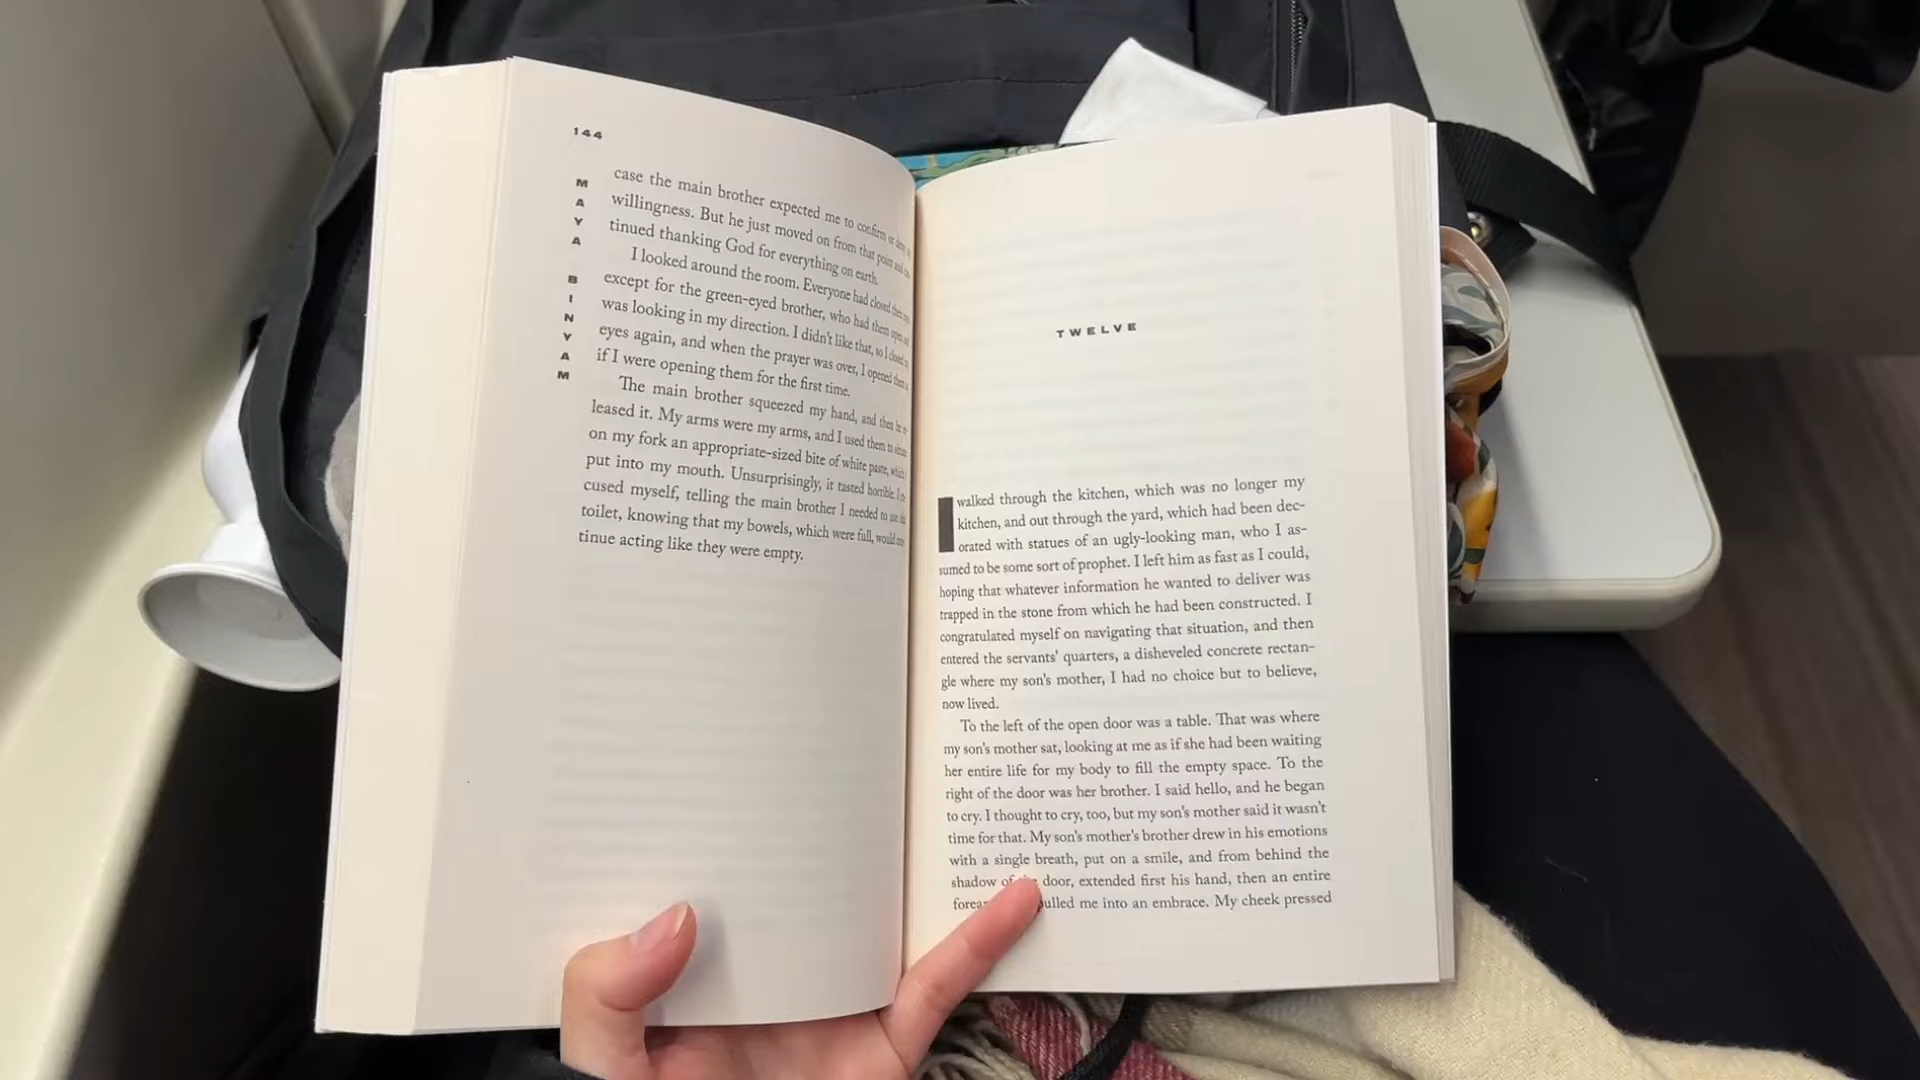 144
MAYA BINYAM
case the main brother expected me to confirm or
willingness. But he just moved on from that point and con-
tinued thanking God for everything on earth.
I looked around the room. Everyone had closed their
except for the green-eyed brother, who had them open and
was looking in my direction. I didn't like that, so I closed
eyes again, and when the prayer was over, I opened them
if I were opening them for the first time.
The main brother squeezed my hand, and then he re-
leased it. My arms were my arms, and I used them to
on my fork an appropriate-sized bite of white paste, which
put into my mouth. Unsurprisingly, it tasted horrible. I
cused myself, telling the main brother I needed to use the
toilet, knowing that my bowels, which were full, would
tinue acting like they were empty.
TWELVE
I walked through the kitchen, which was no longer my
kitchen, and out through the yard, which had been dec-
orated with statues of an ugly-looking man, who I as-
sumed to be some sort of prophet. I left him as fast as I could,
hoping that whatever information he wanted to deliver was
trapped in the stone from which he had been constructed. I
congratulated myself on navigating that situation, and then
entered the servants' quarters, a disheveled concrete rectan-
gle where my son's mother, I had no choice but to believe,
now lived.
To the left of the open door was a table. That was where
my son's mother sat, looking at me as if she had been waiting
her entire life for my body to fill the empty space. To the
right of the door was her brother. I said hello, and he began
to cry. I thought to cry, too, but my son's mother said it wasn't
time for that. My son's mother's brother drew in his emotions
with a single breath, put on a smile, and from behind the
shadow of the door, extended first his hand, then an entire
pulled me into an embrace. My cheek pressed